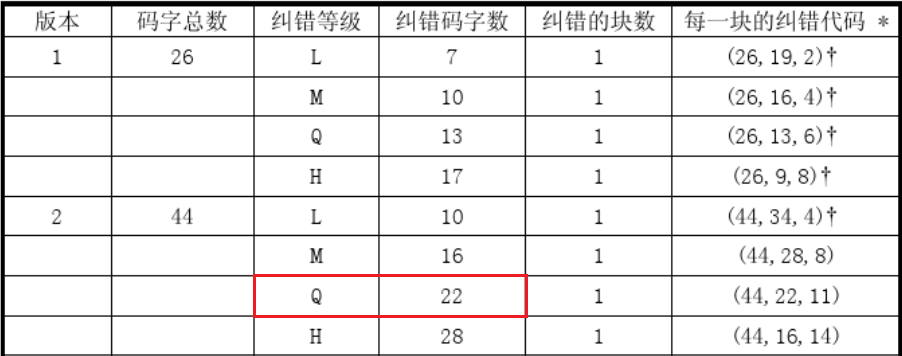 版本 码字总数 纠错等级 纠错码字数 纠错的块数 每一块的纠错代码 *
1 26 L 7 1 (26,19,2)†
M 10 1 (26,16,4)†
Q 13 1 (26,13,6)†
H 17 1 (26,9,8)†
2 44 L 10 1 (44,34,4)†
M 16 1 (44,28,8)
Q 22 1 (44,22,11)
H 28 1 (44,16,14)